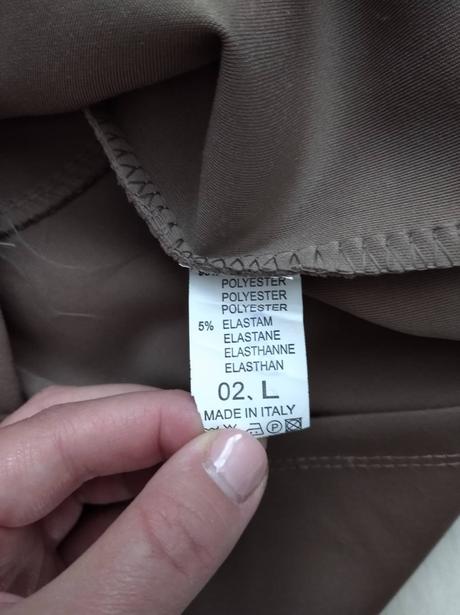 POLYESTER
POLYESTER
POLYESTER
5% ELASTAM
ELASTANE
ELASTHANNE
ELASTHAN
02、L
MADE IN ITALY